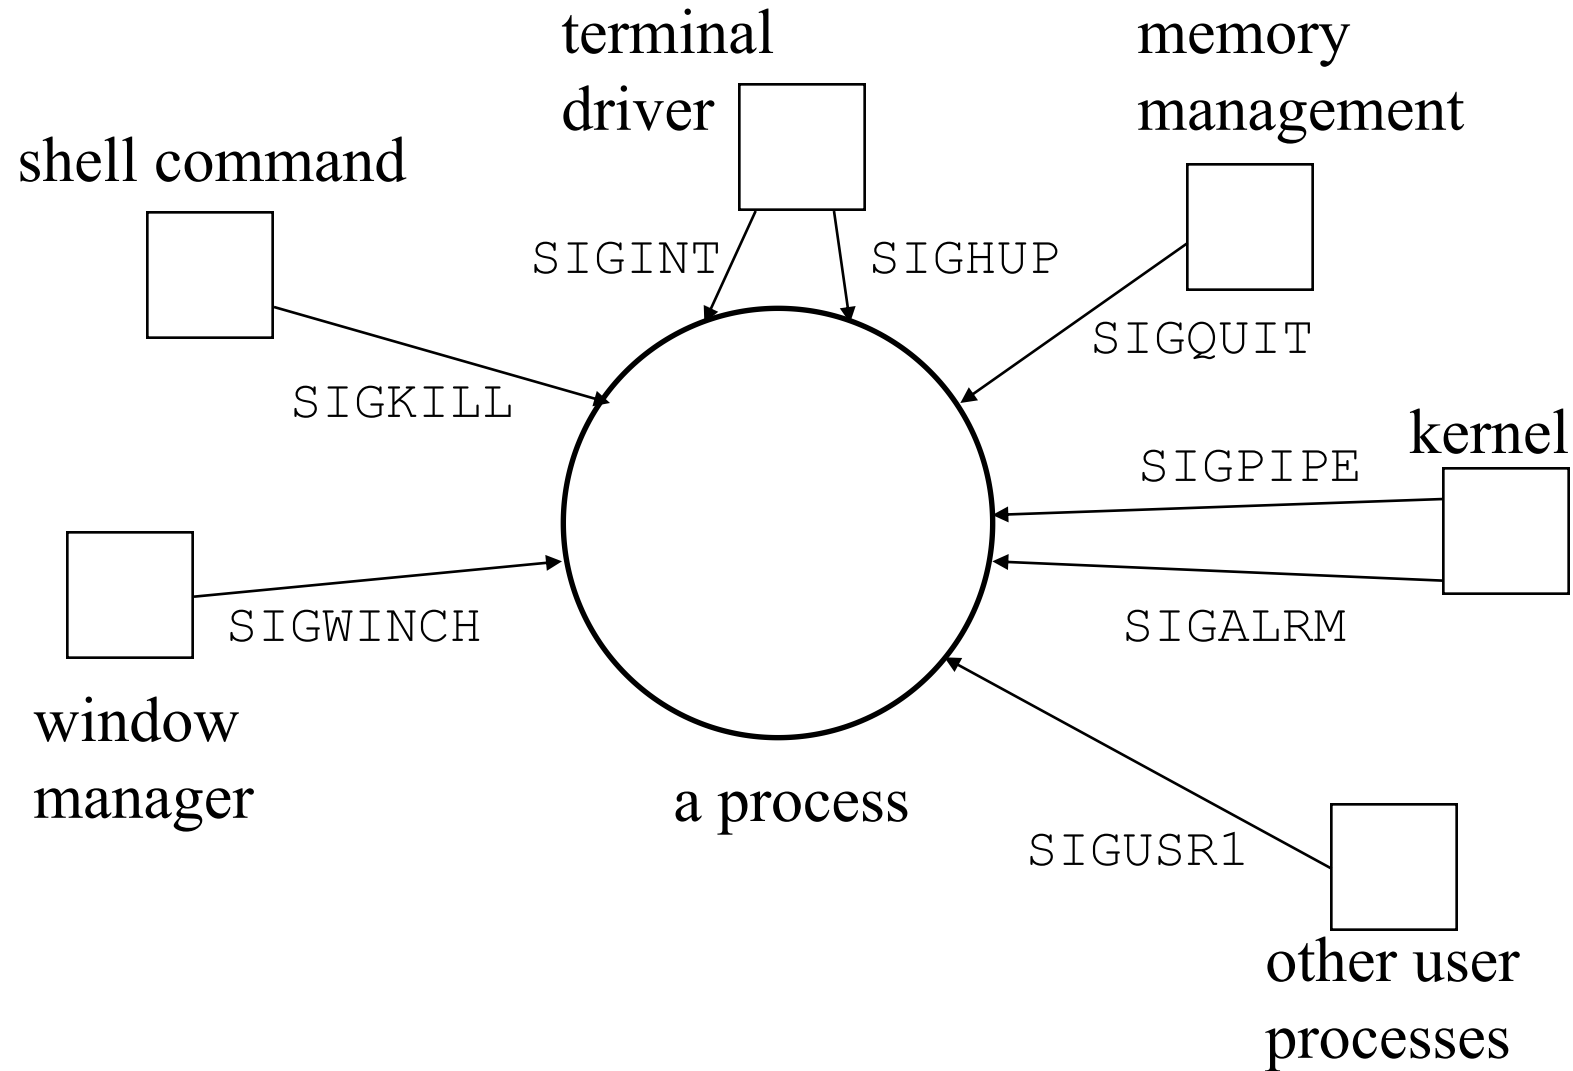 terminal
driver
memory
management
shell command
SIGINT
SIGHUP
SIGQUIT
SIGKILL
kernel
SIGPIPE
SIGWINCH
SIGALRM
window
manager
a process
SIGUSR1
other user
processes